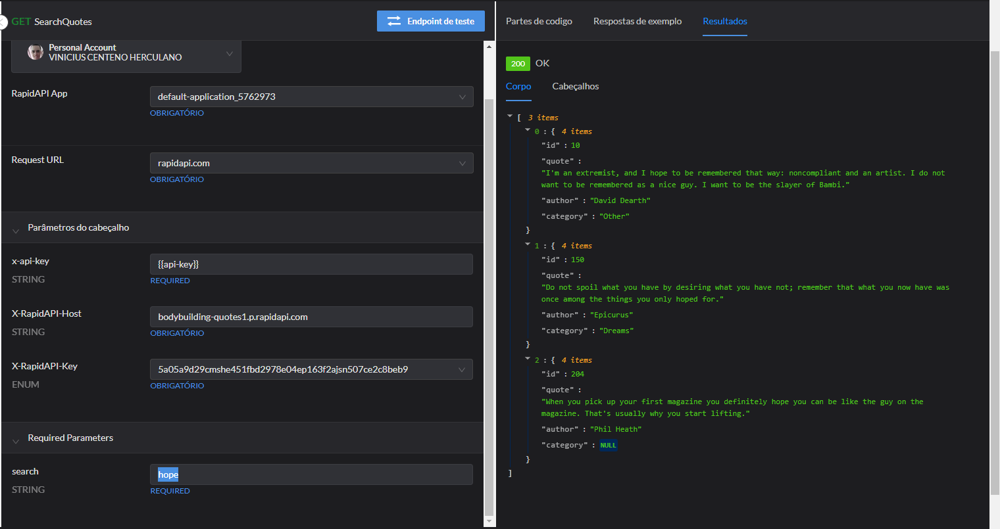 GET SearchQuotes
Endpoint de teste
Personal Account
VINICIUS CENTENO HERCULANO
RapidAPI App
default-application_5762973
OBRIGATÓRIO
Request URL
rapidapi.com
OBRIGATÓRIO
Parâmetros do cabeçalho
x-api-key
{{api-key}}
STRING
REQUIRED
X-RapidAPI-Host
bodybuilding-quotes1.p.rapidapi.com
STRING
OBRIGATÓRIO
X-RapidAPI-Key
5a05a9d29cmshe451fbd2978e04ep163f2ajsn507ce2c8beb9
ENUM
OBRIGATÓRIO
Required Parameters
search
hope
STRING
REQUIRED
Partes de codigo Respostas de exemplo Resultados
200 OK
Corpo Cabeçalhos
[ 3 items
0 : { 4 items
"id" : 10
"quote" :
"I'm an extremist, and I hope to be remembered that way: noncompliant and an artist. I do not
want to be remembered as a nice guy. I want to be the slayer of Bambi."
"author" : "David Dearth"
"category" : "Other"
}
1 : { 4 items
"id" : 150
"quote" :
"Do not spoil what you have by desiring what you have not; remember that what you now have was
once among the things you only hoped for."
"author" : "Epicurus"
"category" : "Dreams"
}
2 : { 4 items
"id" : 204
"quote" :
"When you pick up your first magazine you definitely hope you can be like the guy on the
magazine. That's usually why you start lifting."
"author" : "Phil Heath"
"category" : NULL
}
]